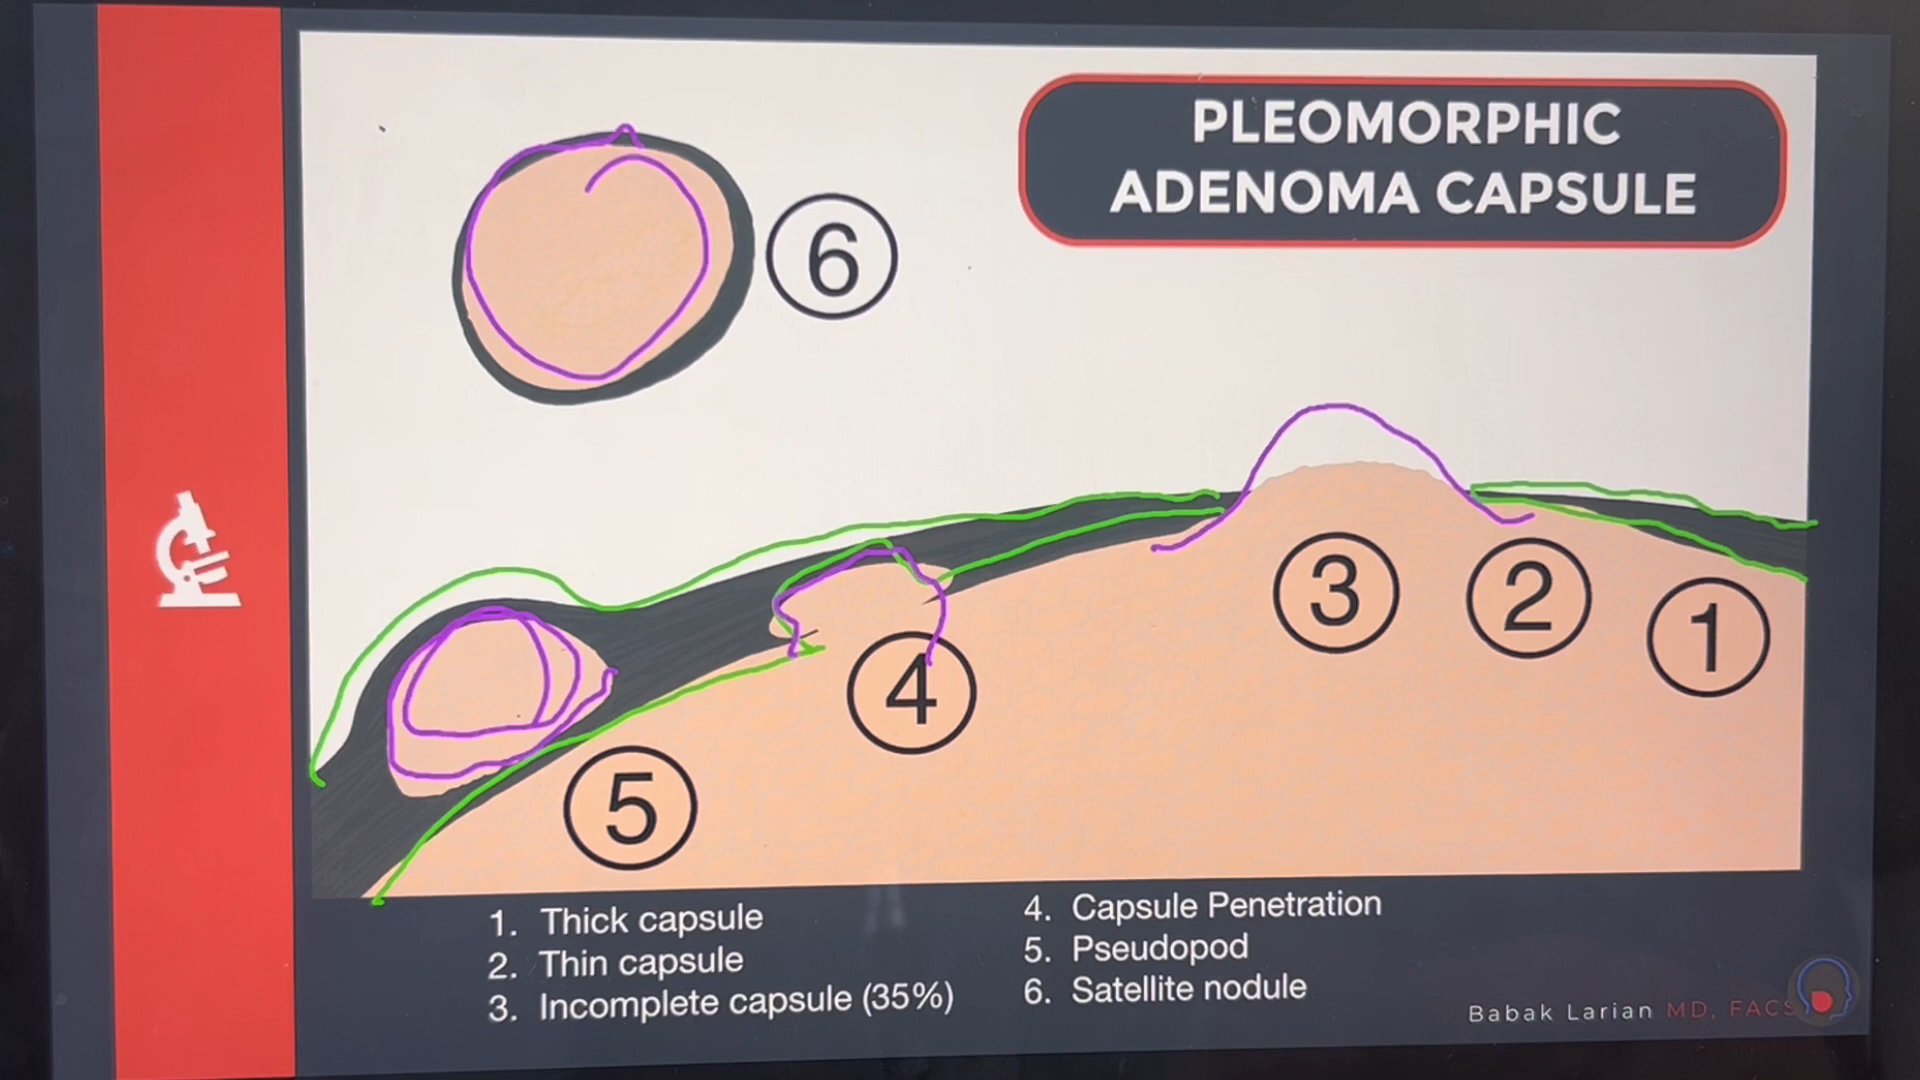 PLEOMORPHIC
ADENOMA CAPSULE
6
3
2
1
4
5
1. Thick capsule
2. Thin capsule
3. Incomplete capsule (35%)
4. Capsule Penetration
5. Pseudopod
6. Satellite nodule
Babak Larian MD, FACS